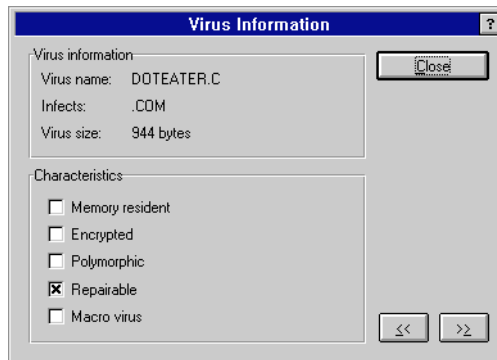 Virus Information
?
Virus information
Virus name: DOTEATER.C
Infects: .COM
Virus size: 944 bytes
Close
Characteristics
Memory resident
Encrypted
Polymorphic
Repairable
Macro virus
<< >>